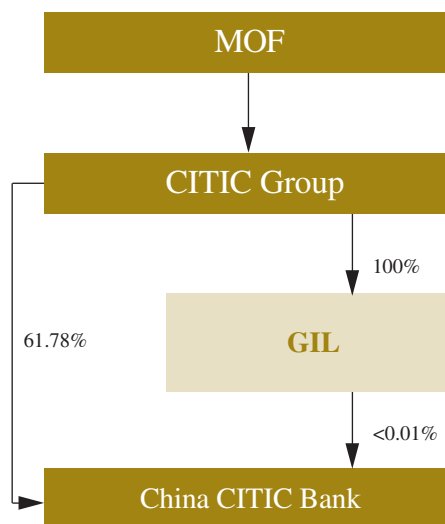 MOF
CITIC Group
100%
61.78%
GIL
<0.01%
China CITIC Bank